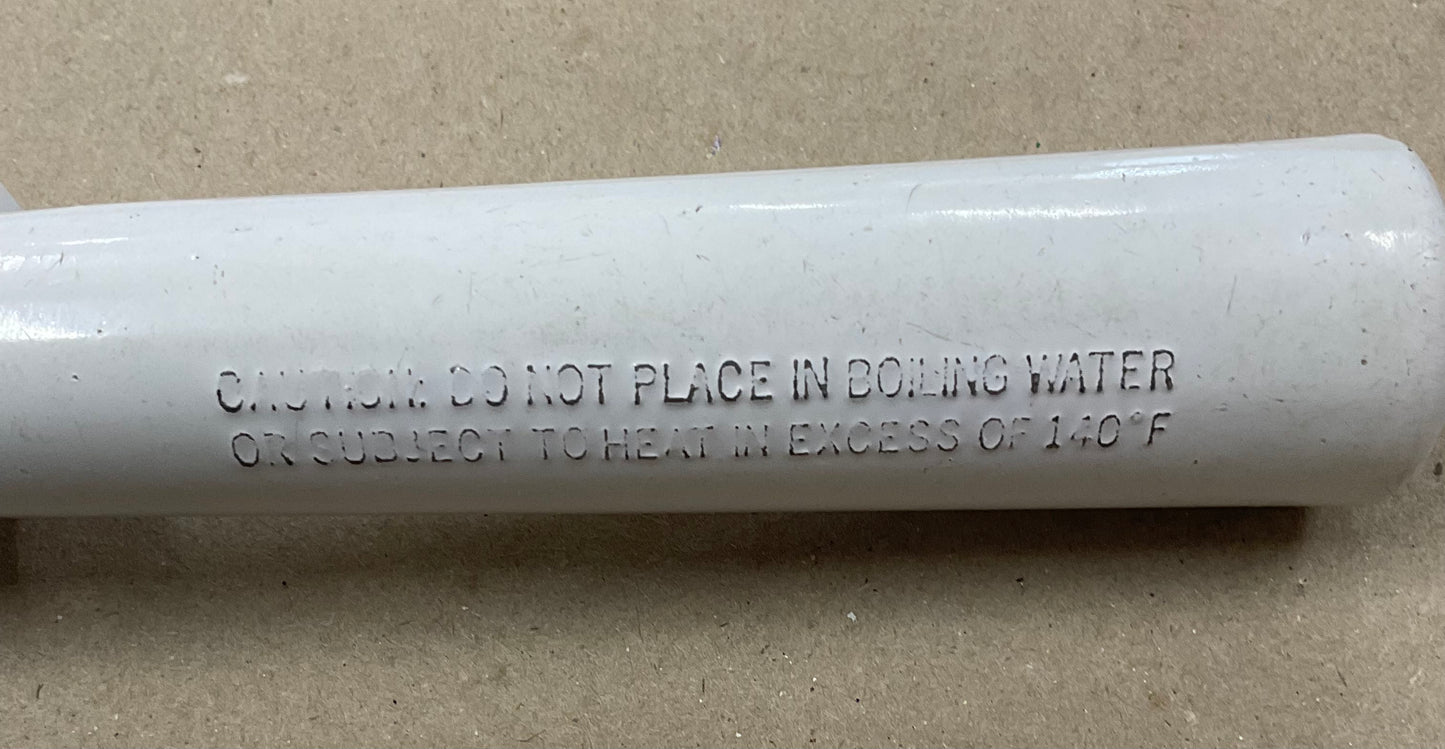 CAUTION: DO NOT PLACE IN BOILING WATER
OR SUBJECT TO HEAT IN EXCESS OF 140°F